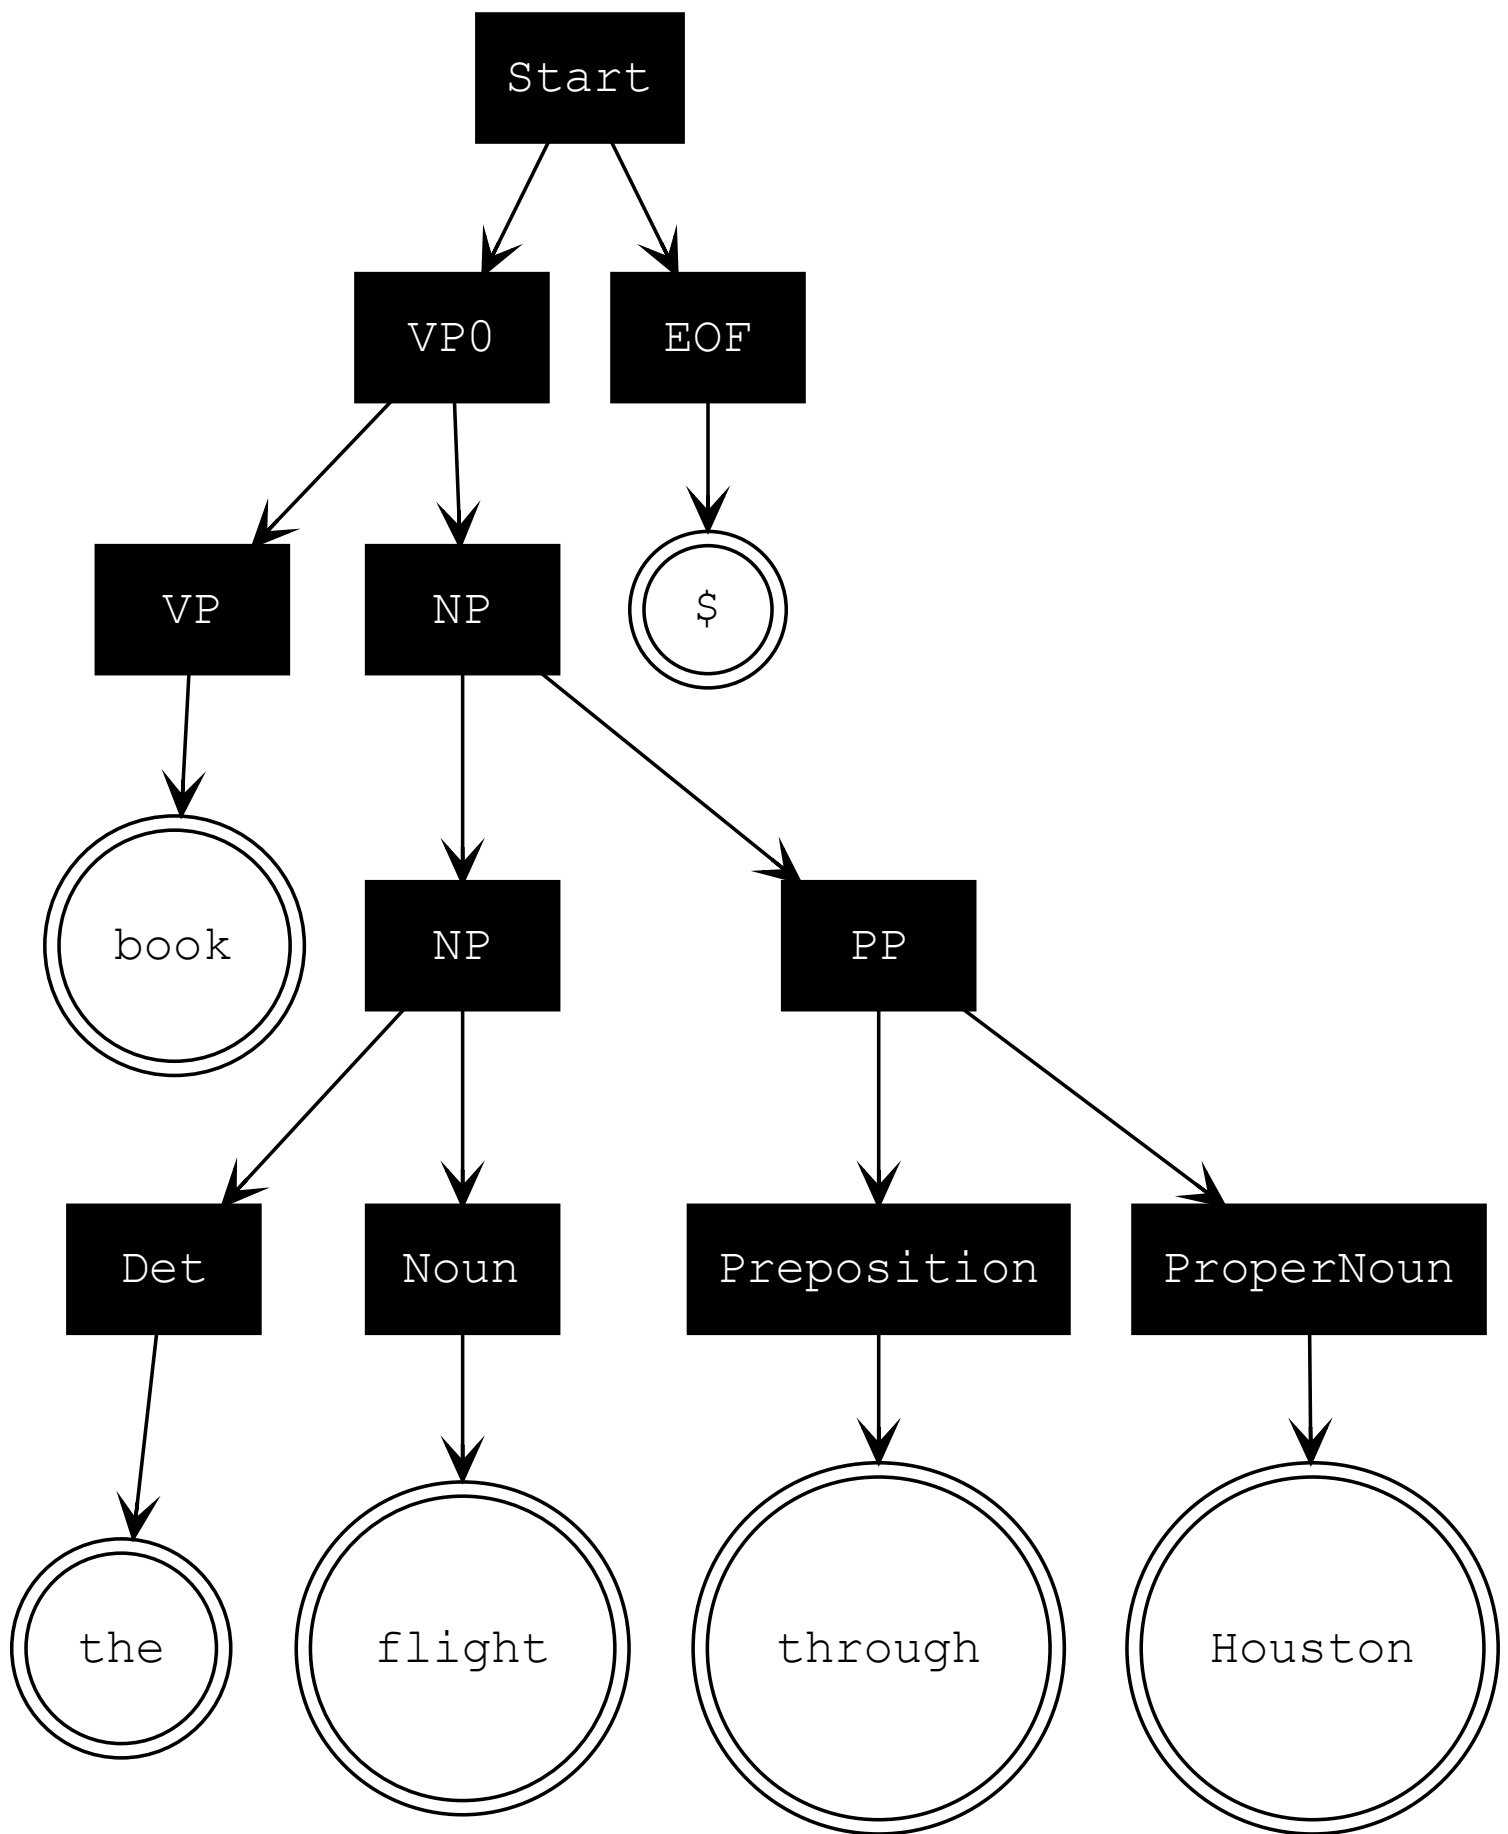 Start
VP0
EOF
VP
NP
$
book
NP
PP
Det
Noun
Preposition
ProperNoun
the
flight
through
Houston